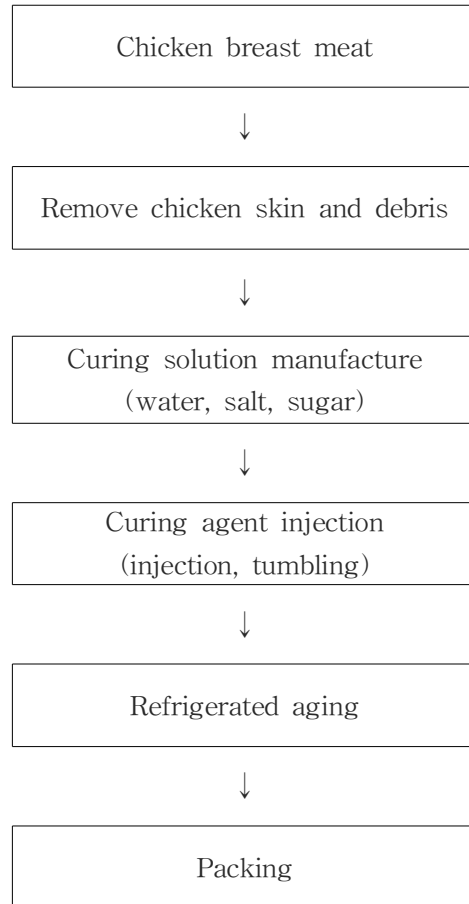 Chicken breast meat
↓
Remove chicken skin and debris
↓
Curing solution manufacture
(water, salt, sugar)
↓
Curing agent injection
(injection, tumbling)
↓
Refrigerated aging
↓
Packing